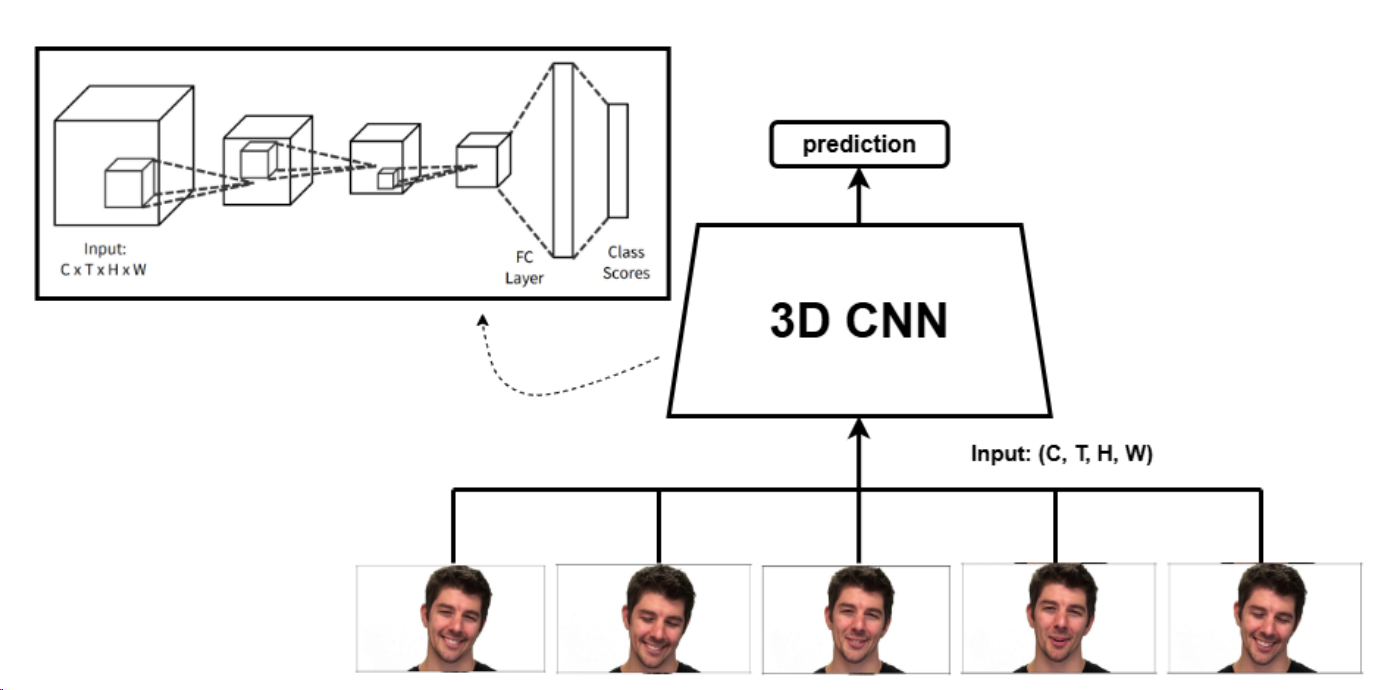 Input:
C x T x H x W
FC
Layer
Class
Scores
prediction
3D CNN
Input: (C, T, H, W)